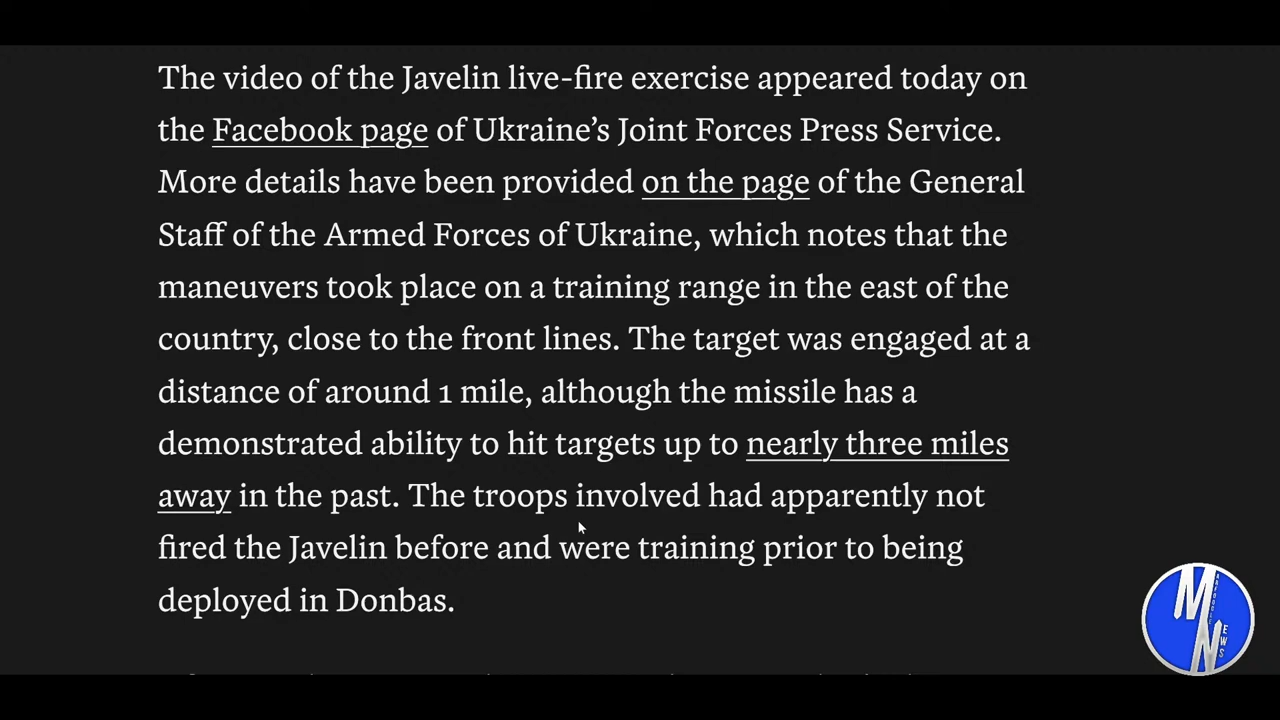 The video of the Javelin live-fire exercise appeared today on
the Facebook page of Ukraine’s Joint Forces Press Service.
More details have been provided on the page of the General
Staff of the Armed Forces of Ukraine, which notes that the
maneuvers took place on a training range in the east of the
country, close to the front lines. The target was engaged at a
distance of around 1 mile, although the missile has a
demonstrated ability to hit targets up to nearly three miles
away in the past. The troops involved had apparently not
fired the Javelin before and were training prior to being
deployed in Donbas.